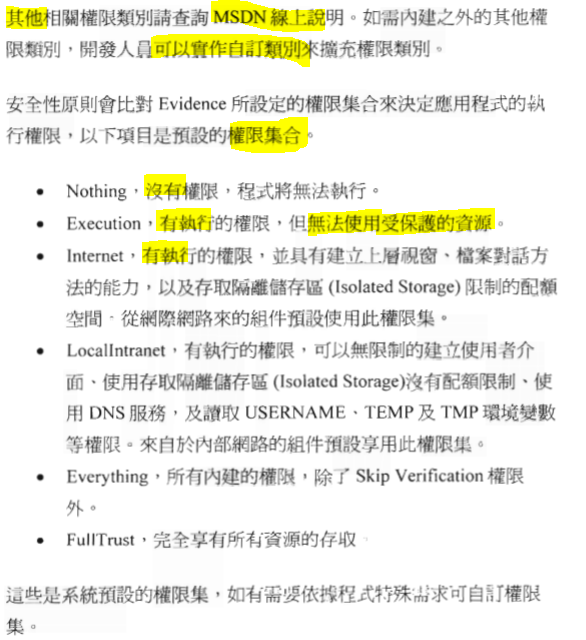 其他相關權限類別請查詢 MSDN 線上說明。如需內建之外的其他權
限類別，開發人員可以實作自訂類別來擴充權限類別。
安全性原則會比對 Evidence 所設定的權限集合來決定應用程式的執
行權限，以下項目是預設的權限集合。
• Nothing，沒有權限，程式將無法執行。
• Execution，有執行的權限，但無法使用受保護的資源。
• Internet，有執行的權限，並具有建立上層視窗、檔案對話方
法的能力，以及存取隔離儲存區 (Isolated Storage) 限制的配額
空間。從網際網路來的組件預設使用此權限集。
• LocalIntranet，有執行的權限，可以無限制的建立使用者介
面、使用存取隔離儲存區 (Isolated Storage)沒有配額限制、使
用 DNS 服務，及讀取 USERNAME、TEMP 及 TMP 環境變數
等權限。來自於內部網路的組件預設享用此權限集。
• Everything，所有內建的權限，除了 Skip Verification 權限
外。
• FullTrust，完全享有所有資源的存取。
這些是系統預設的權限集，如有需要依據程式特殊需求可自訂權限
集。